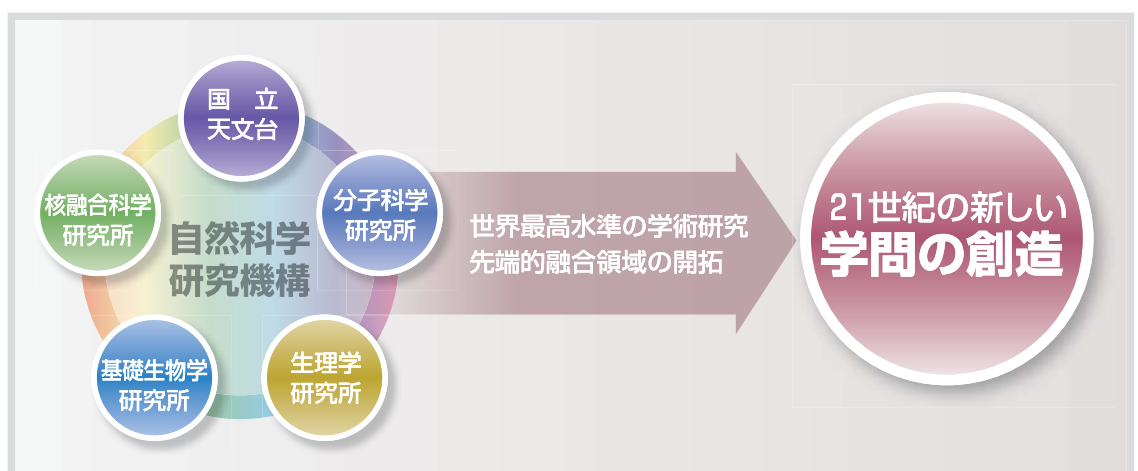 国　立
天文台
核融合科学
研究所
分子科学
研究所
自然科学
研究機構
基礎生物学
研究所
生理学
研究所
世界最高水準の学術研究
先端的融合領域の開拓
21世紀の新しい
学問の創造